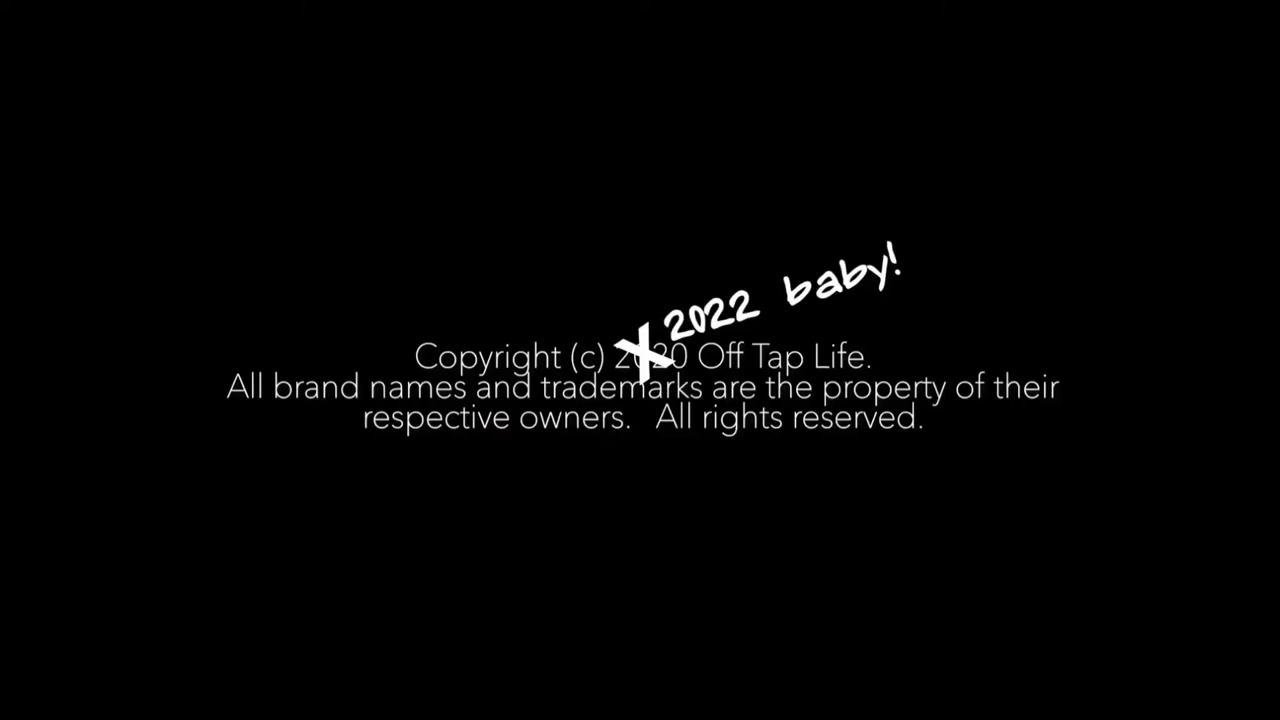 X 2022 baby!
Copyright (c) 2020 Off Tap Life.
All brand names and trademarks are the property of their
respective owners. All rights reserved.